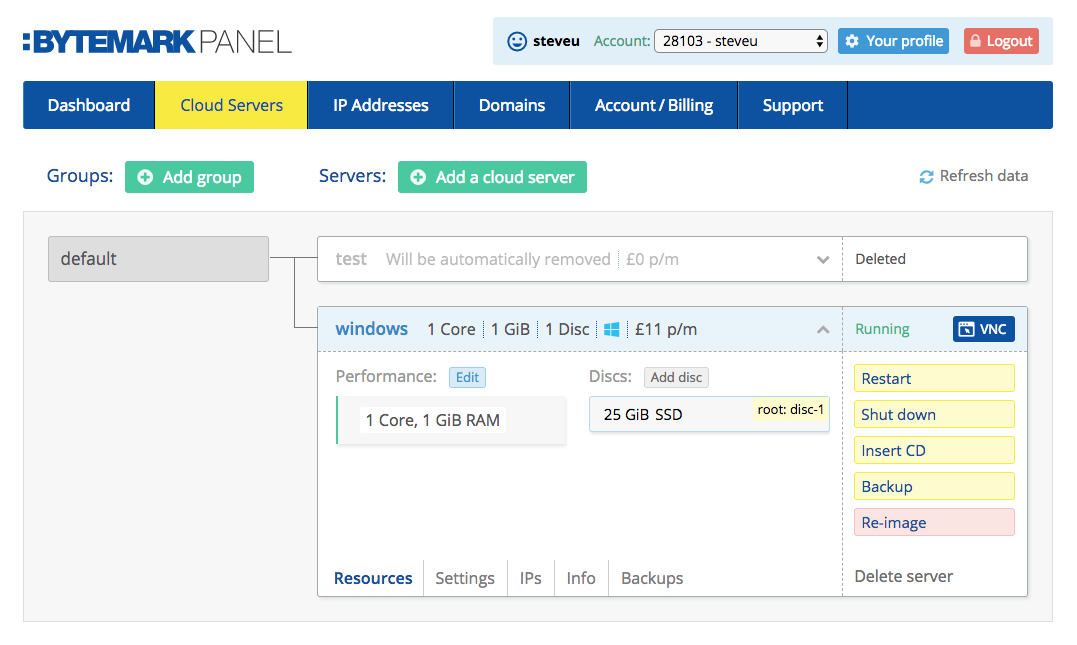 :BYTEMARK PANEL
steveu Account: 28103 - steveu Your profile Logout
Dashboard Cloud Servers IP Addresses Domains Account / Billing Support
Groups: Add group Servers: Add a cloud server Refresh data
default
test Will be automatically removed £0 p/m Deleted
windows 1 Core 1 GiB 1 Disc £11 p/m Running VNC
Performance: Edit Discs: Add disc
1 Core, 1 GiB RAM
25 GiB SSD root: disc-1
Restart
Shut down
Insert CD
Backup
Re-image
Resources Settings IPs Info Backups Delete server